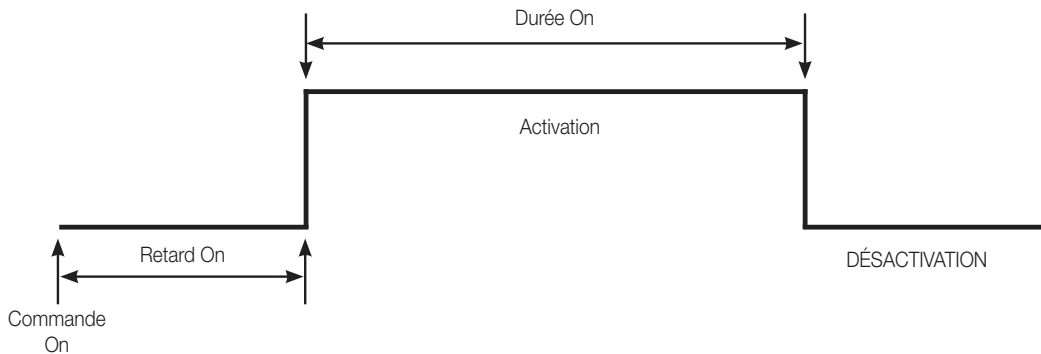 Durée On
Activation
Retard On
DÉSACTIVATION
Commande
On